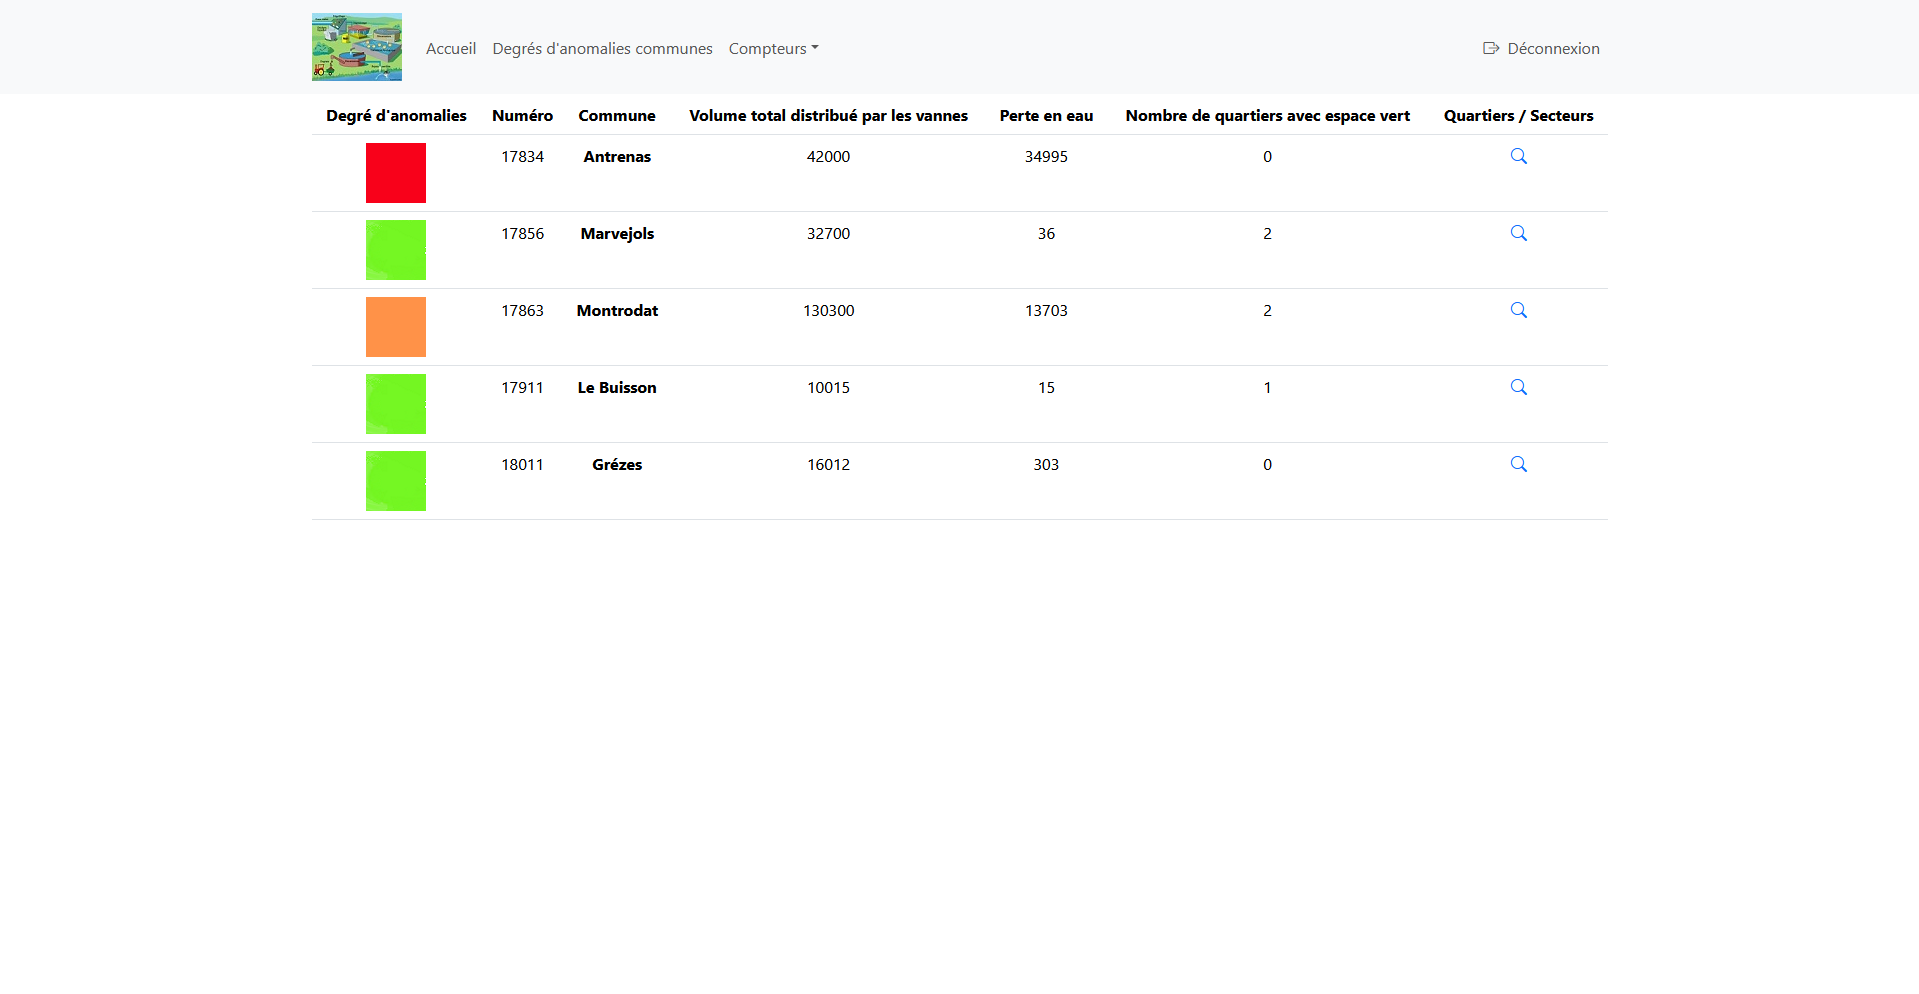 Accueil Degrés d'anomalies communes Compteurs Déconnexion
Degré d'anomalies Numéro Commune Volume total distribué par les vannes Perte en eau Nombre de quartiers avec espace vert Quartiers / Secteurs
17834 Antrenas 42000 34995 0
17856 Marvejols 32700 36 2
17863 Montrodat 130300 13703 2
17911 Le Buisson 10015 15 1
18011 Grézes 16012 303 0